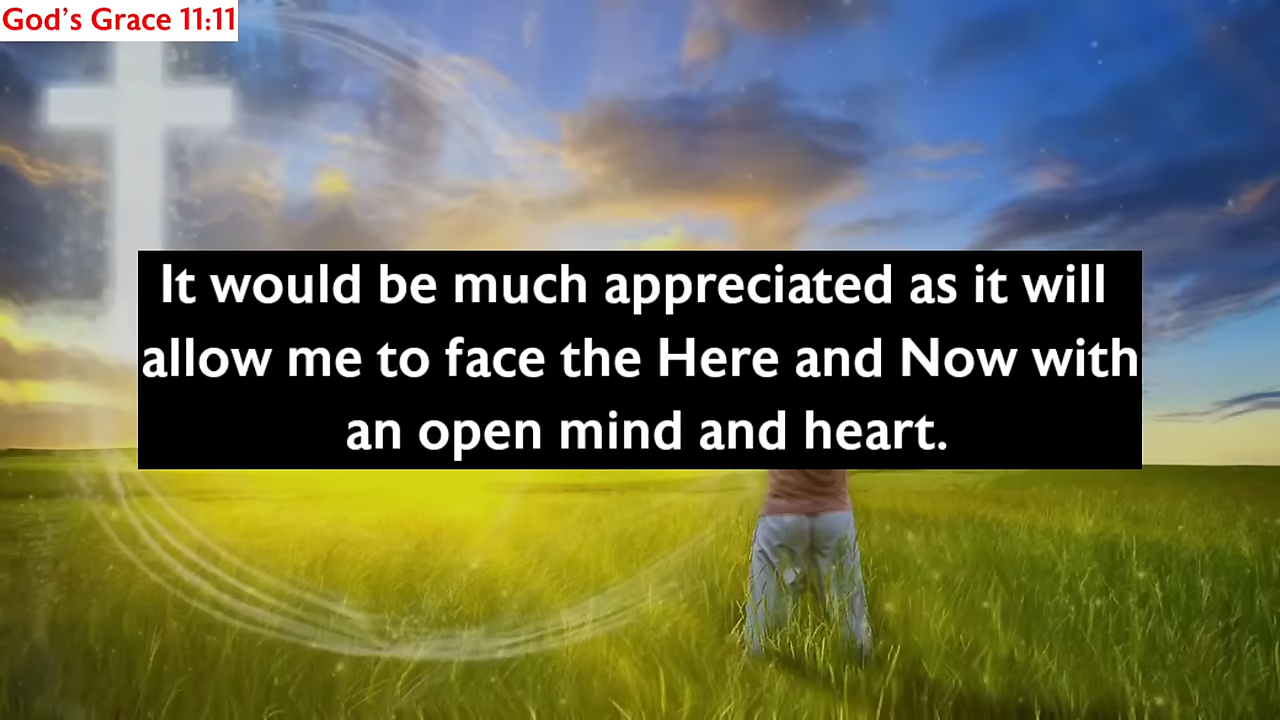 God's Grace 11:11
It would be much appreciated as it will
allow me to face the Here and Now with
an open mind and heart.